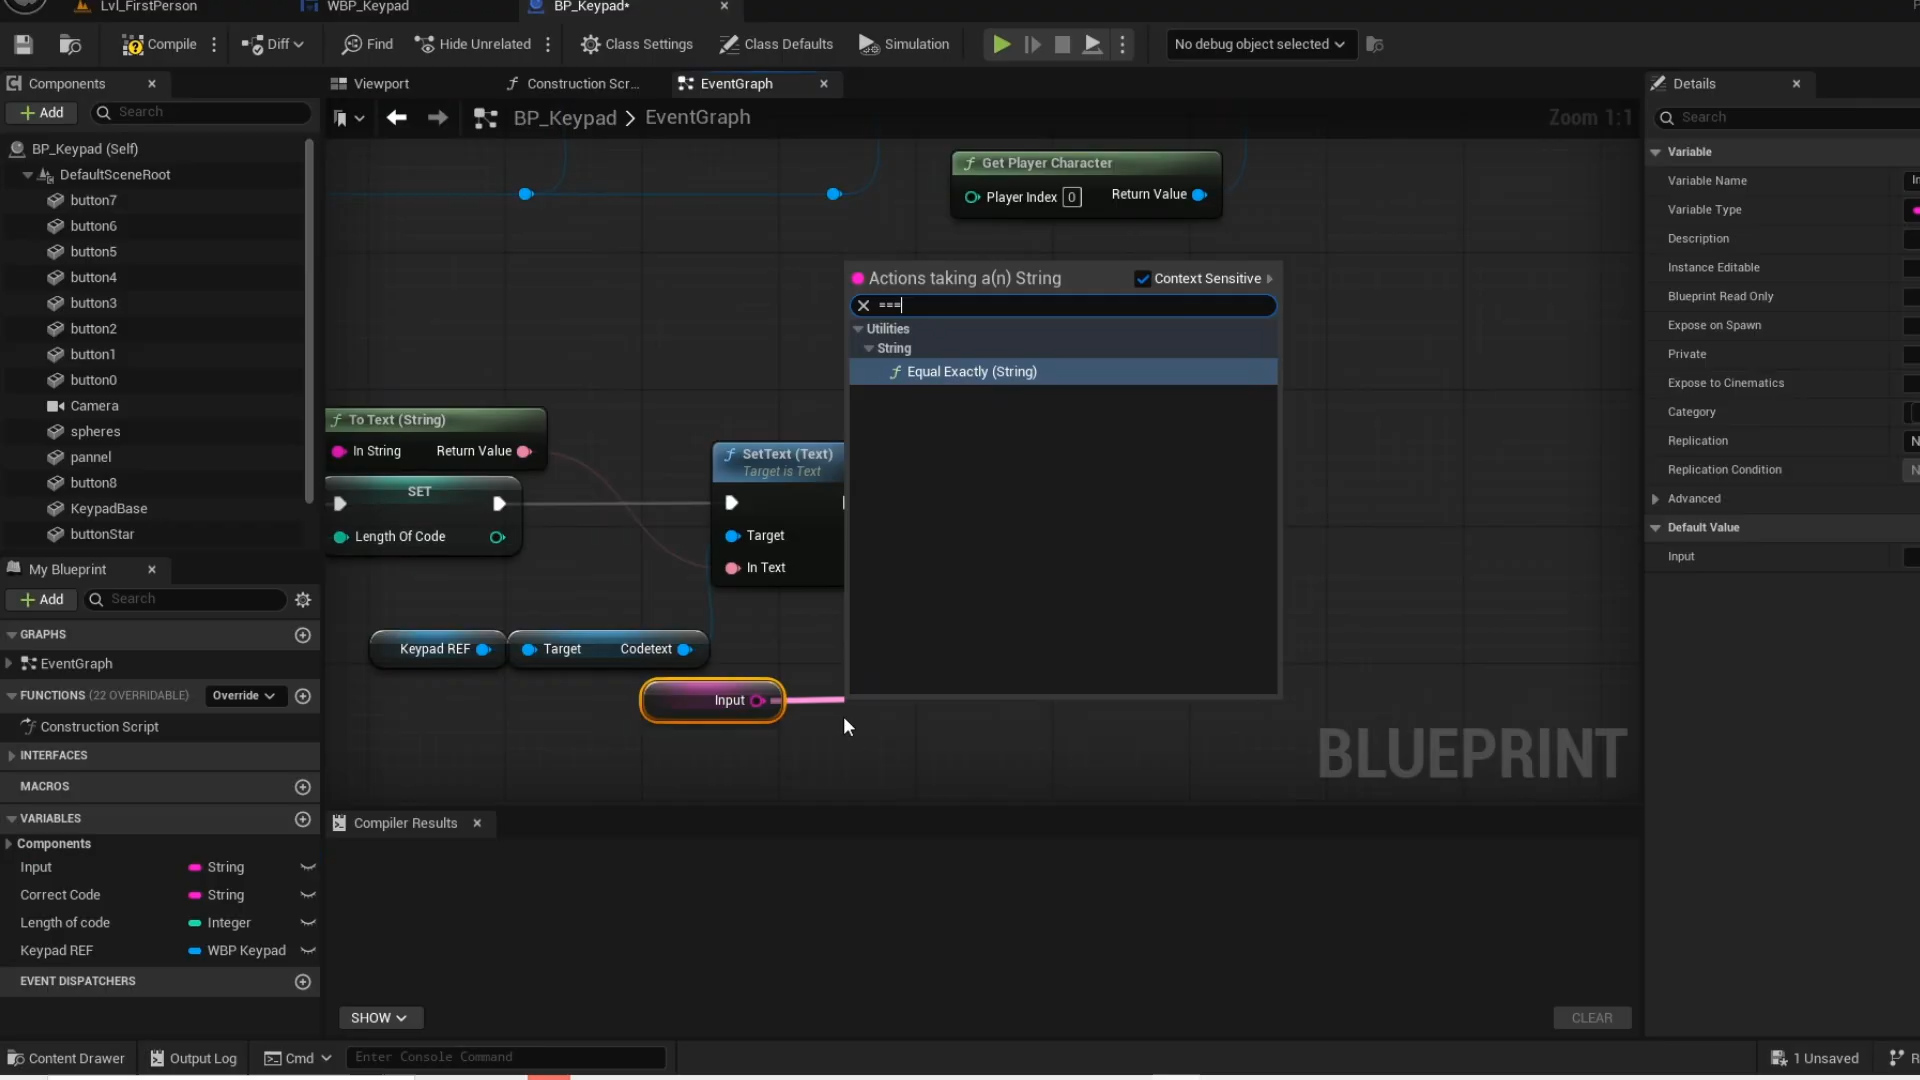 Lvl_FirstPerson
WBP_Keypad
BP_Keypad*
Compile
Diff
Find
Hide Unrelated
Class Settings
Class Defaults
Simulation
No debug object selected
Components
Viewport
Construction Scr...
EventGraph
Details
+ Add
Search
BP_Keypad > EventGraph
Zoom 1:1
Search
BP_Keypad (Self)
DefaultSceneRoot
button7
button6
button5
button4
button3
button2
button1
button0
Camera
spheres
pannel
button8
KeypadBase
buttonStar
My Blueprint
+ Add
Search
GRAPHS
EventGraph
FUNCTIONS (22 OVERRIDABLE)
Override
Construction Script
INTERFACES
MACROS
VARIABLES
Components
Input String
Correct Code String
Length of code Integer
Keypad REF WBP Keypad
EVENT DISPATCHERS
f Get Player Character
Player Index 0
Return Value
Actions taking a(n) String
Context Sensitive
===
Utilities
String
f Equal Exactly (String)
f To Text (String)
In String
Return Value
SET
Length Of Code
f SetText (Text)
Target is Text
Target
In Text
Keypad REF
Target
Codetext
Input
BLUEPRINT
Compiler Results
SHOW
CLEAR
Variable
Variable Name
Variable Type
Description
Instance Editable
Blueprint Read Only
Expose on Spawn
Private
Expose to Cinematics
Category
Replication
Replication Condition
Advanced
Default Value
Input
Content Drawer
Output Log
Cmd
Enter Console Command
1 Unsaved